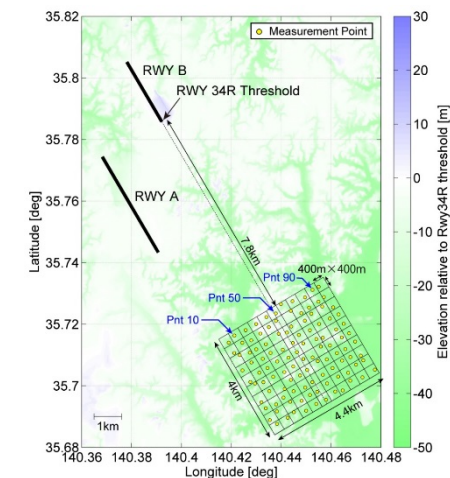 35.82
35.8
35.78
35.76
35.74
35.72
35.7
35.68
Latitude [deg]
140.36
140.38
140.4
140.42
140.44
140.46
140.48
Longitude [deg]
Measurement Point
RWY B
RWY 34R Threshold
RWY A
7.8km
400m×400m
Pnt 90
Pnt 50
Pnt 10
4km
4.4km
1km
30
20
10
0
-10
-20
-30
-40
-50
Elevation relative to Rwy34R threshold [m]